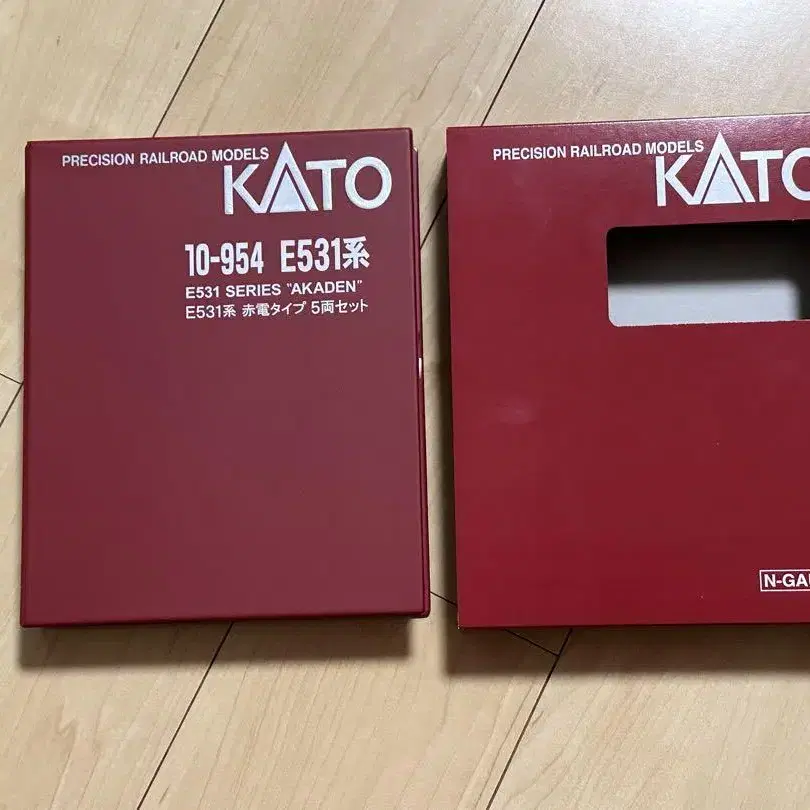 PRECISION RAILROAD MODELS
KATO
10-954 E531系
E531 SERIES "AKADEN"
E531系 赤電タイプ 5両セット
PRECISION RAILROAD MODELS
KATO